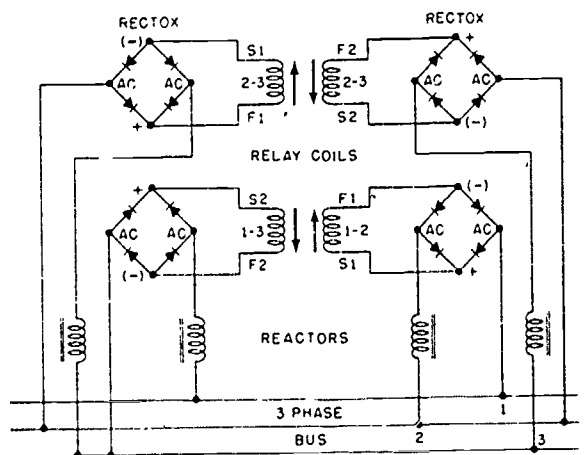 RECTOX RECTOX
(-) S1 F2 +
AC AC 2-3 2-3 AC AC
+ F1 S2 (-)
RELAY COILS
+ S2 F1 (-)
AC AC 1-3 1-2 AC AC
(-) F2 S1 +
REACTORS
3 PHASE 1
BUS 2 3